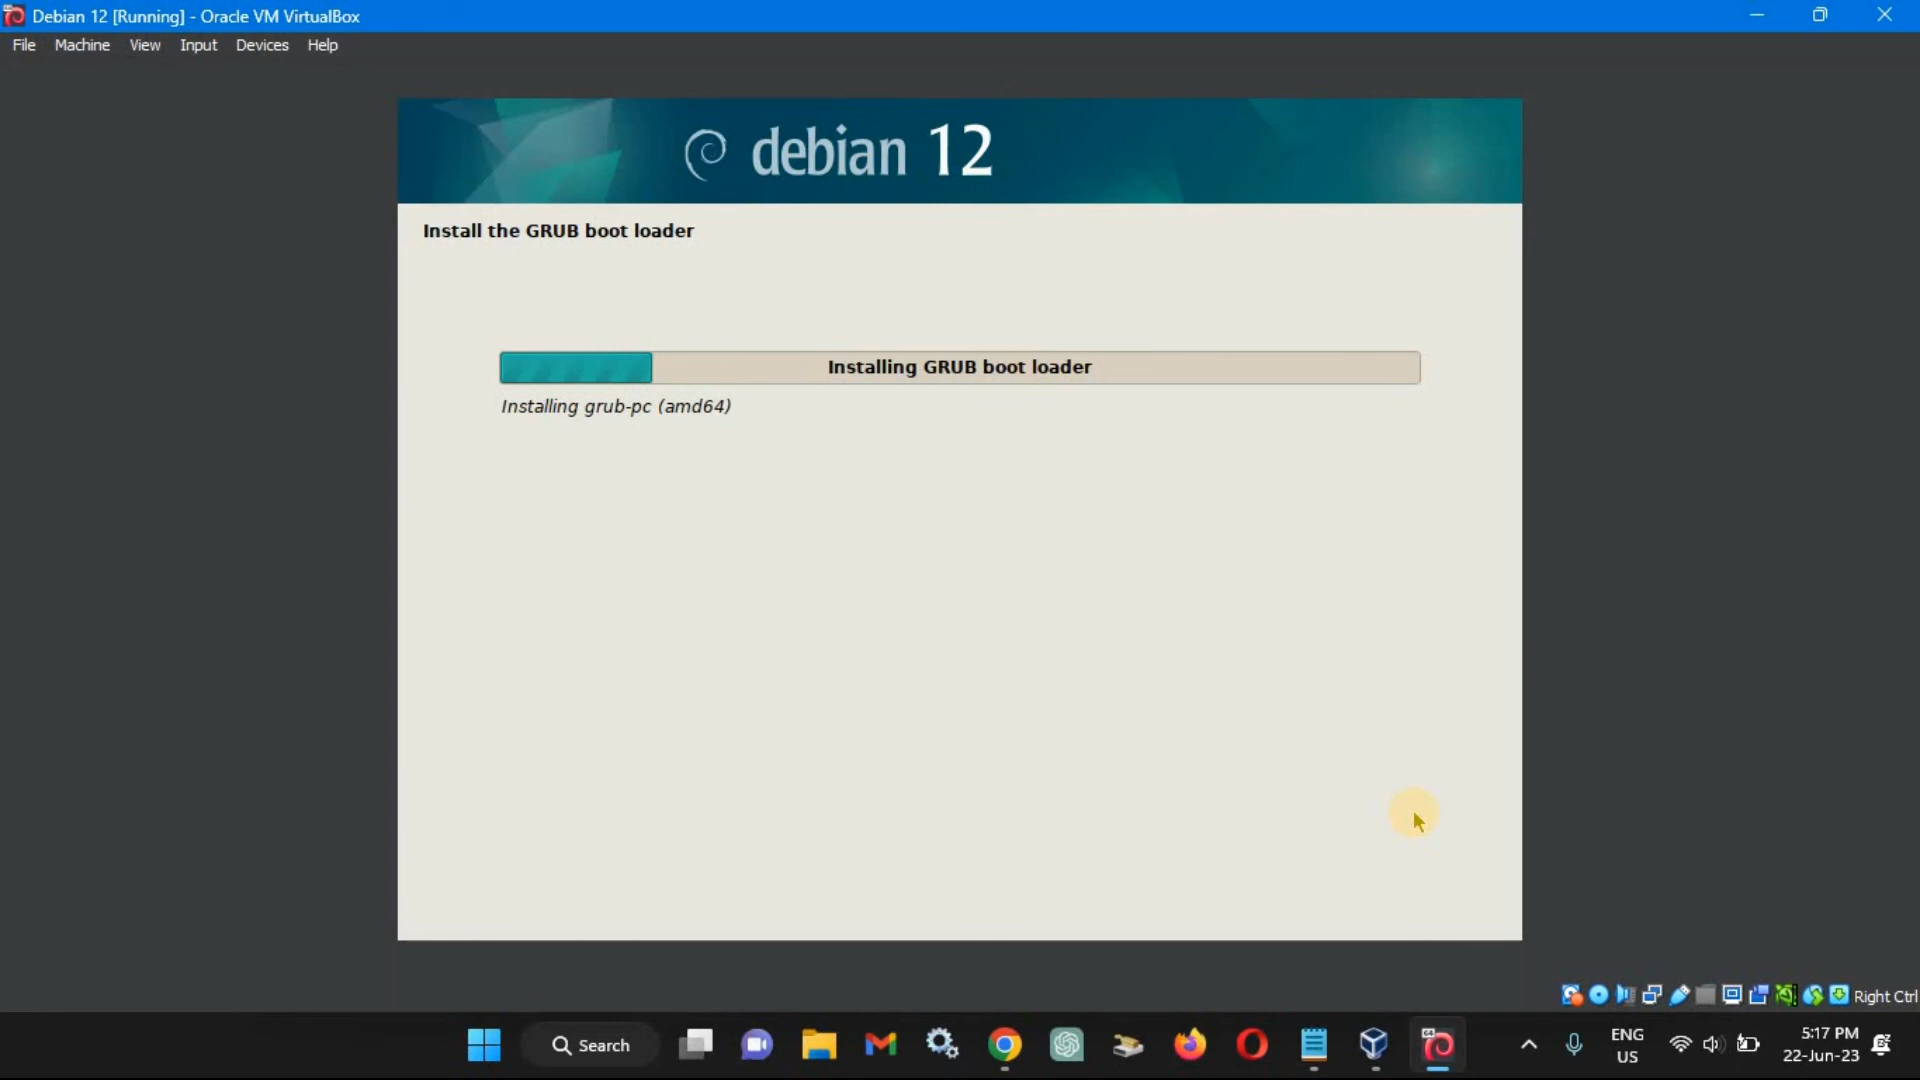 Debian 12 [Running] - Oracle VM VirtualBox
File Machine View Input Devices Help
debian 12
Install the GRUB boot loader
Installing GRUB boot loader
Installing grub-pc (amd64)
Right Ctrl
Search
ENG
US
5:17 PM
22-Jun-23